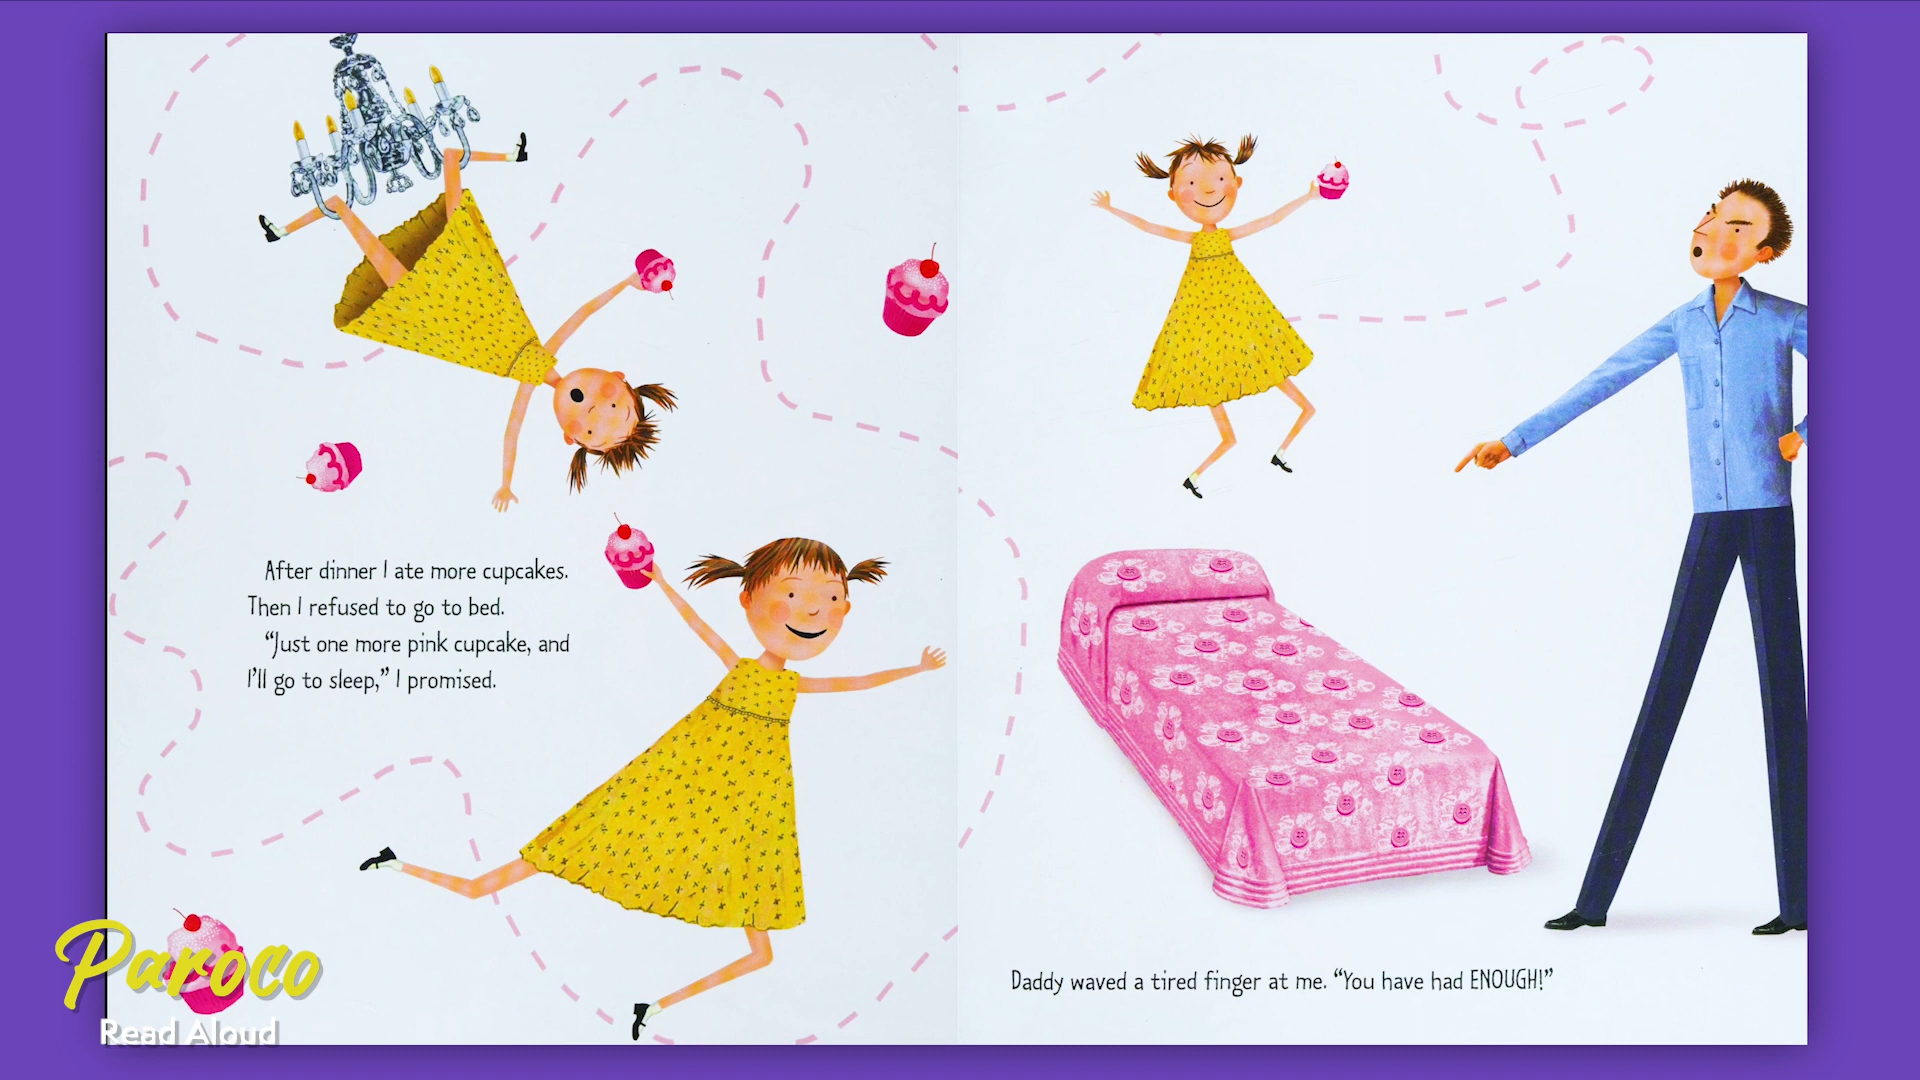 After dinner I ate more cupcakes.
Then I refused to go to bed.
“Just one more pink cupcake, and
I’ll go to sleep,” I promised.
Daddy waved a tired finger at me. “You have had ENOUGH!”
Paroco
Read Aloud